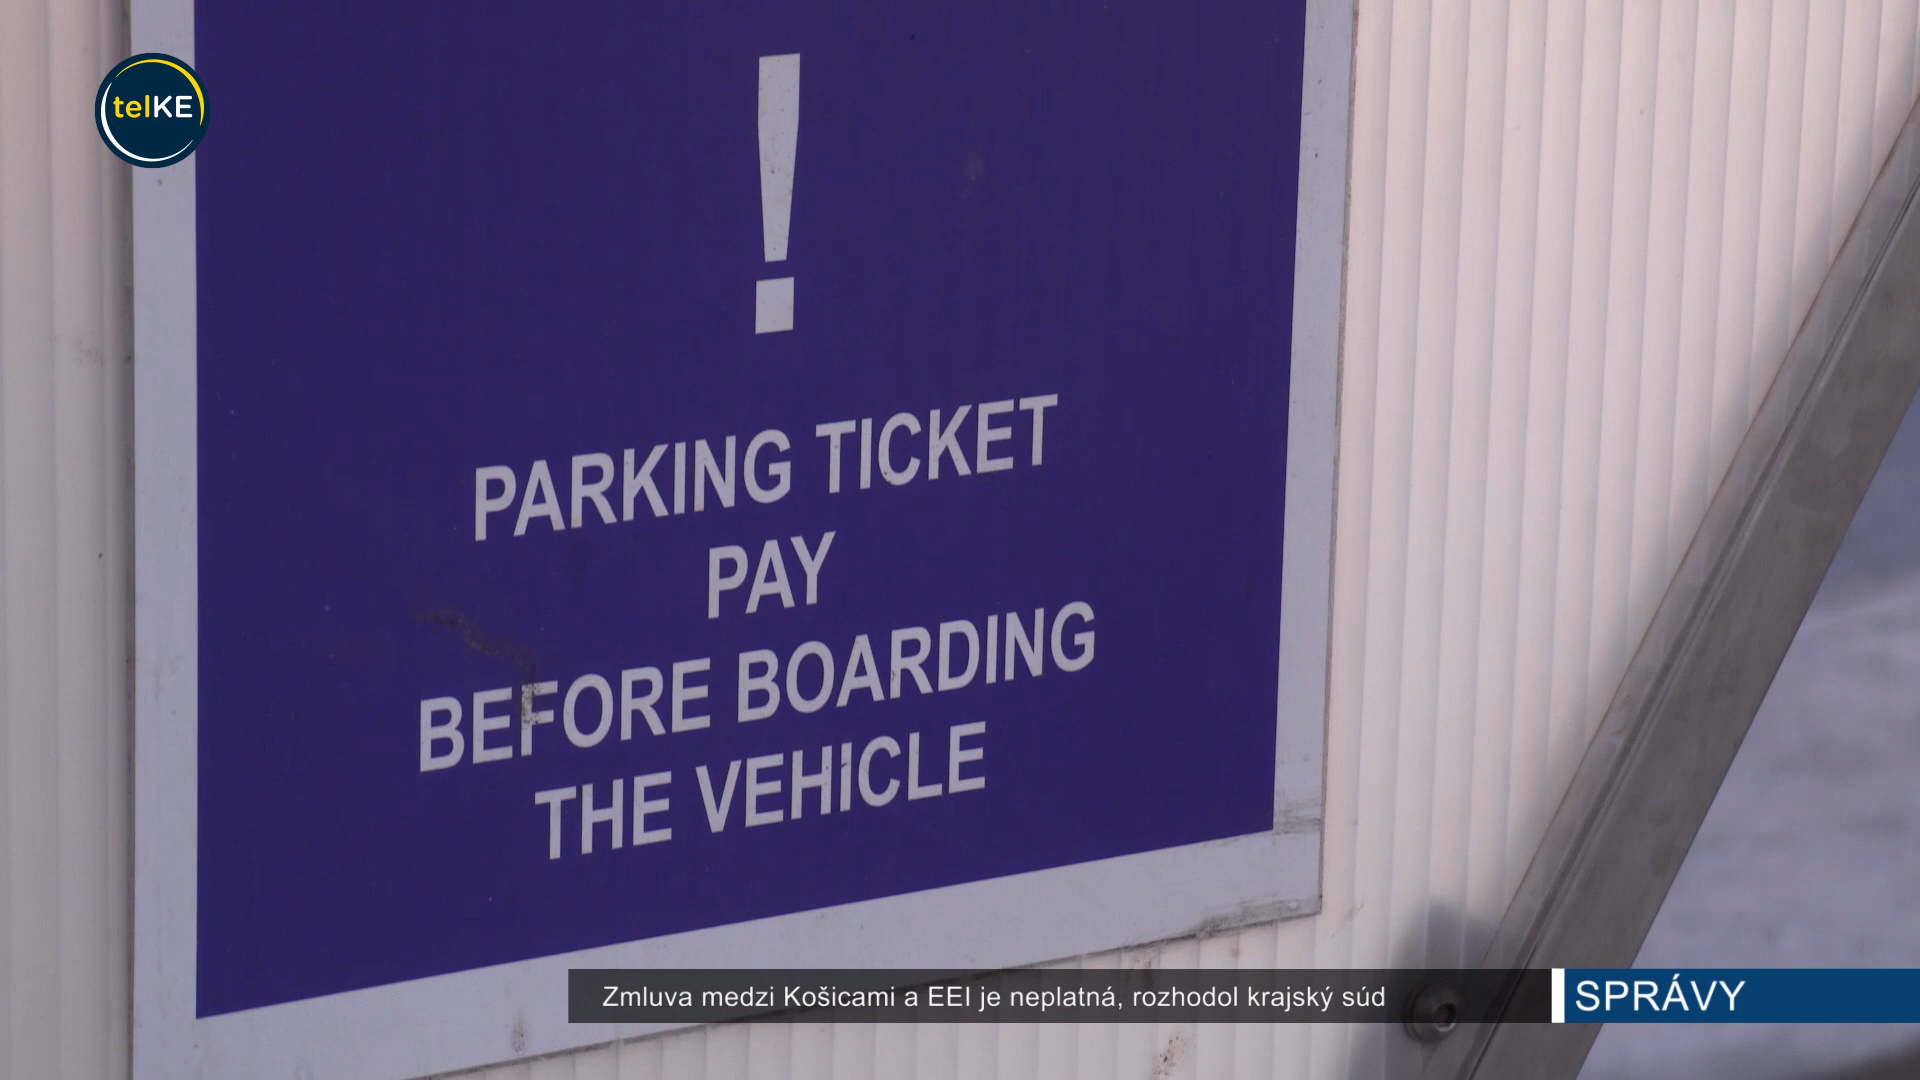 telKE
!
PARKING TICKET
PAY
BEFORE BOARDING
THE VEHICLE
Zmluva medzi Košicami a EEI je neplatná, rozhodol krajský súd
SPRÁVY